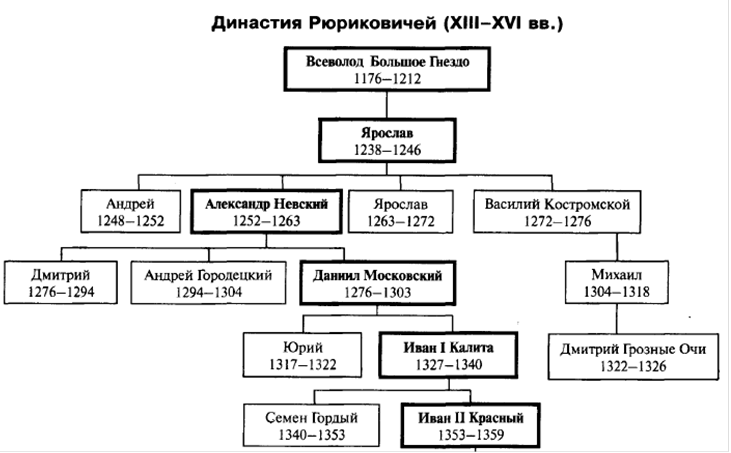 Династия Рюриковичей (XIII–XVI вв.)
Всеволод Большое Гнездо
1176–1212
Ярослав
1238–1246
Андрей
1248–1252
Александр Невский
1252–1263
Ярослав
1263–1272
Василий Костромской
1272–1276
Дмитрий
1276–1294
Андрей Городецкий
1294–1304
Даниил Московский
1276–1303
Михаил
1304–1318
Юрий
1317–1322
Иван I Калита
1327–1340
Дмитрий Грозные Очи
1322–1326
Семен Гордый
1340–1353
Иван II Красный
1353–1359